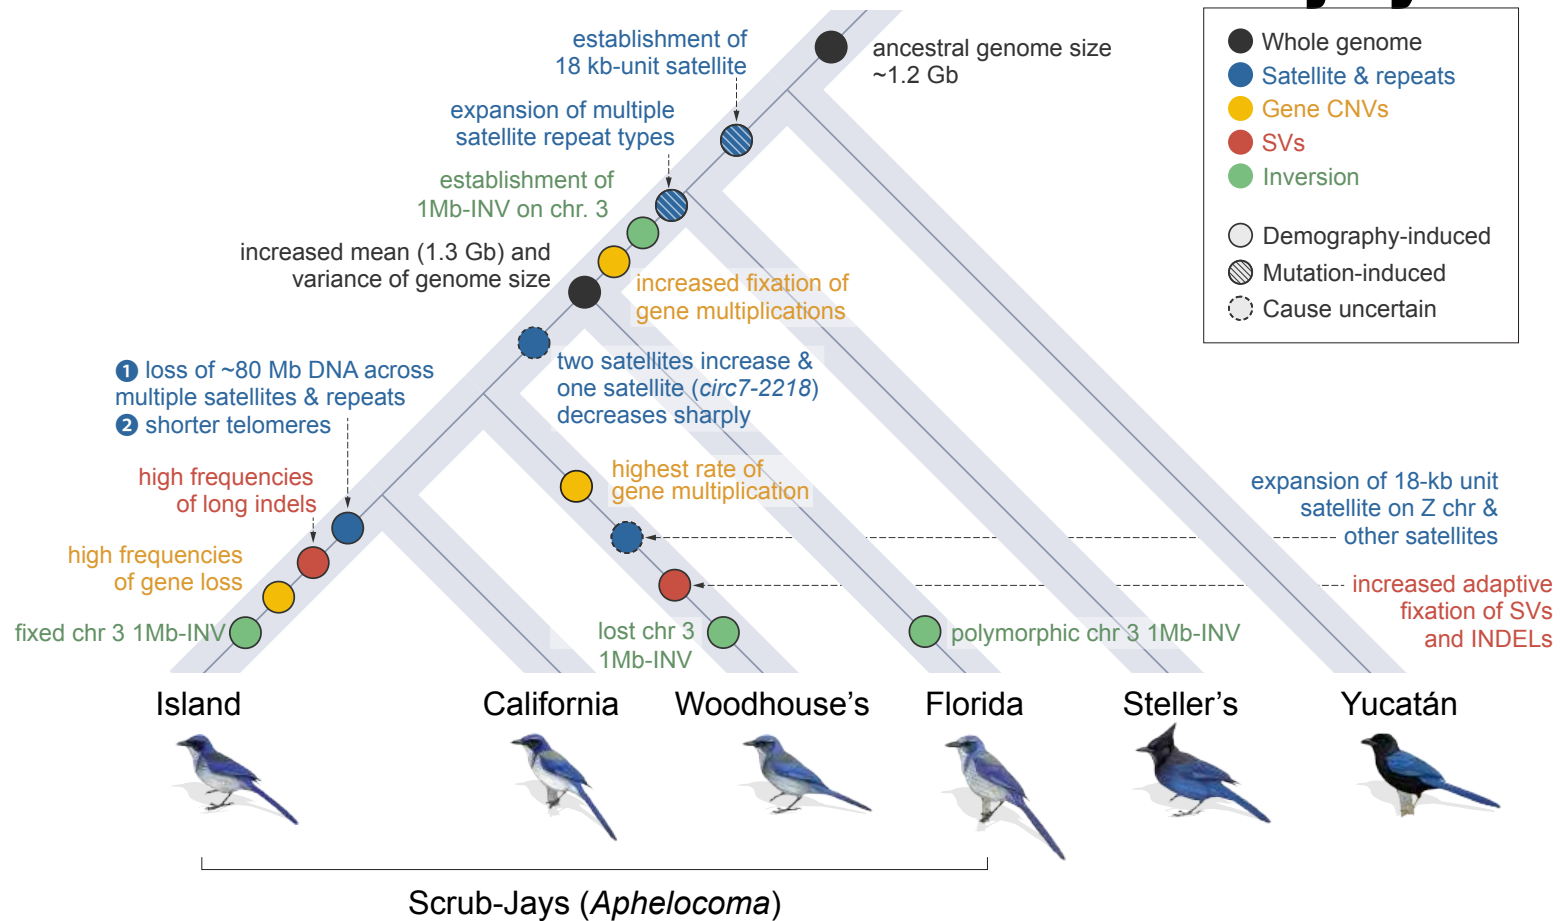 establishment of
18 kb-unit satellite
ancestral genome size
~1.2 Gb
expansion of multiple
satellite repeat types
establishment of
1Mb-INV on chr. 3
increased mean (1.3 Gb) and
variance of genome size
increased fixation of
gene multiplications
two satellites increase &
one satellite (circ7-2218)
decreases sharply
1 loss of ~80 Mb DNA across
multiple satellites & repeats
2 shorter telomeres
highest rate of
gene multiplication
high frequencies
of long indels
high frequencies
of gene loss
fixed chr 3 1Mb-INV
lost chr 3
1Mb-INV
polymorphic chr 3 1Mb-INV
expansion of 18-kb unit
satellite on Z chr &
other satellites
increased adaptive
fixation of SVs
and INDELs
Whole genome
Satellite & repeats
Gene CNVs
SVs
Inversion
Demography-induced
Mutation-induced
Cause uncertain
Island
California
Woodhouse's
Florida
Steller's
Yucatán
Scrub-Jays (Aphelocoma)